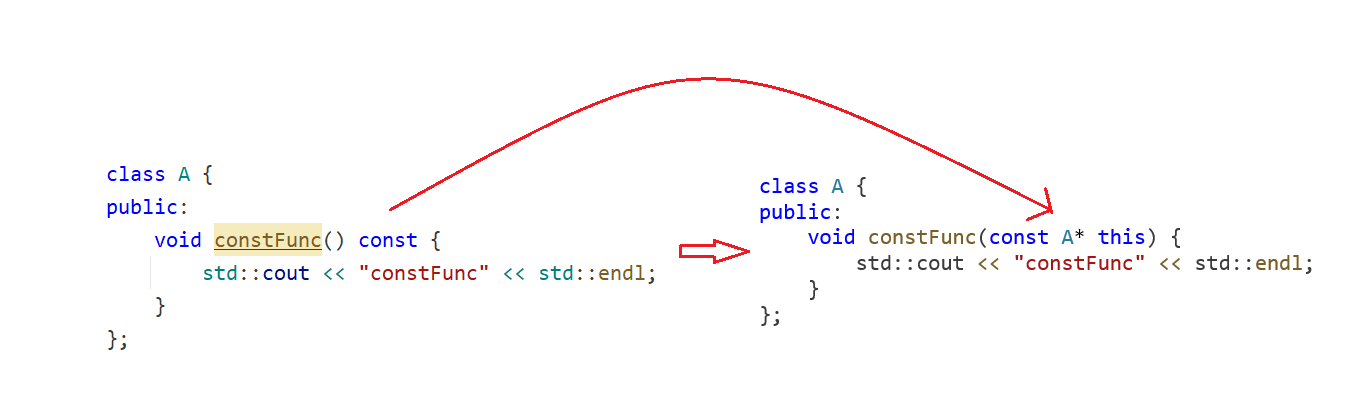 class A {
public:
    void constFunc() const {
        std::cout << "constFunc" << std::endl;
    }
};
class A {
public:
    void constFunc(const A* this) {
        std::cout << "constFunc" << std::endl;
    }
};